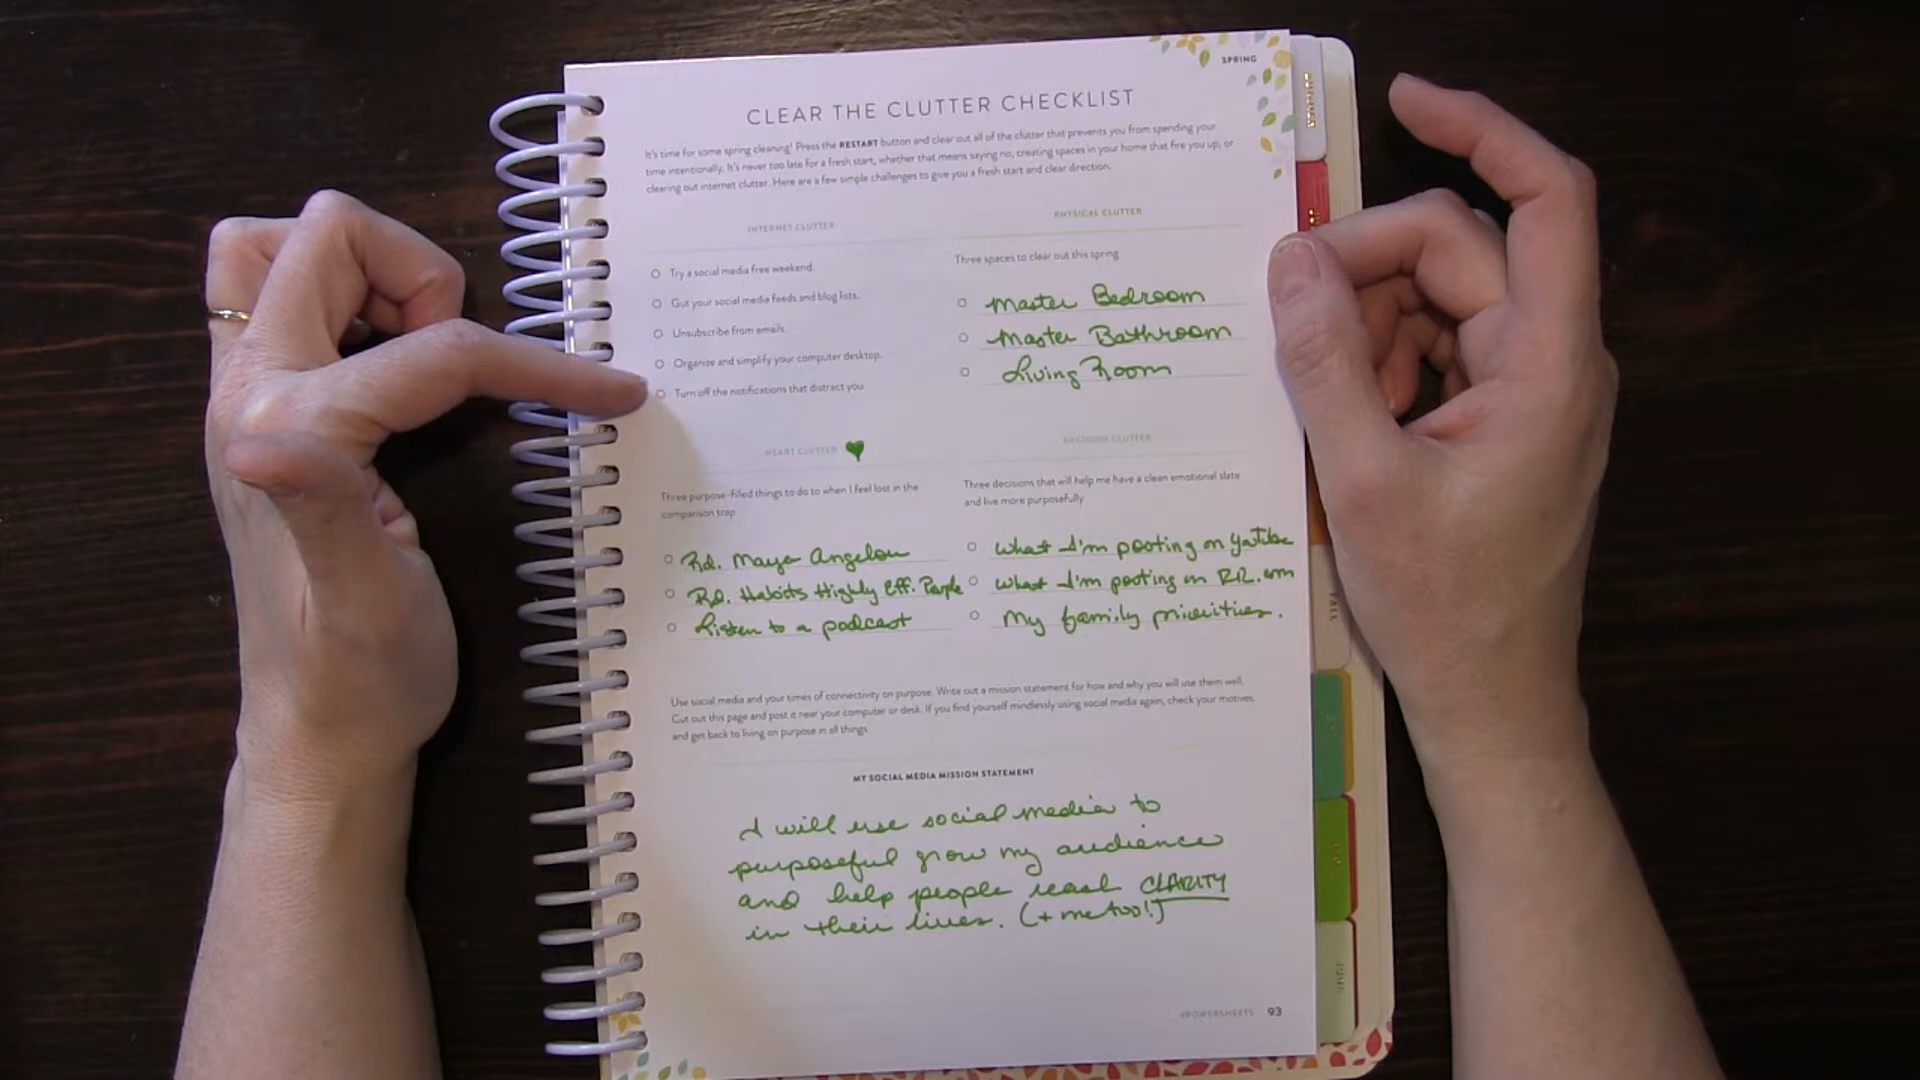 SPRING
CLEAR THE CLUTTER CHECKLIST
It's time for some spring cleaning! Press the RESTART button and clear out all of the clutter that prevents you from spending your
time intentionally. It's never too late for a fresh start, whether that means saying no, creating spaces in your home that fire you up, or
clearing out internet clutter. Here are a few simple challenges to give you a fresh start and clear direction.
INTERNET CLUTTER
Try a social media free weekend.
Gut your social media feeds and blog lists.
Unsubscribe from emails.
Organize and simplify your computer desktop.
Turn off the notifications that distract you.
PHYSICAL CLUTTER
Three spaces to clear out this spring
Master Bedroom
Master Bathroom
Living Room
HEART CLUTTER
Three purpose-filled things to do to when I feel lost in the
comparison trap
Rd. Maya Angelou
Rd. Habits Highly Eff. People
Listen to a podcast
DECISION CLUTTER
Three decisions that will help me have a clean emotional slate
and live more purposefully
What I'm posting on YouTube
What I'm posting on RR.com
My family priorities.
Use social media and your times of connectivity on purpose. Write out a mission statement for how and why you will use them well.
Cut out this page and post it near your computer or desk. If you find yourself mindlessly using social media again, check your motives
and get back to living on purpose in all things.
MY SOCIAL MEDIA MISSION STATEMENT
I will use social media to
purposeful grow my audience
and help people reach CLARITY
in their lives. (+ me too!)
#POWERSHEETS 93
FALL